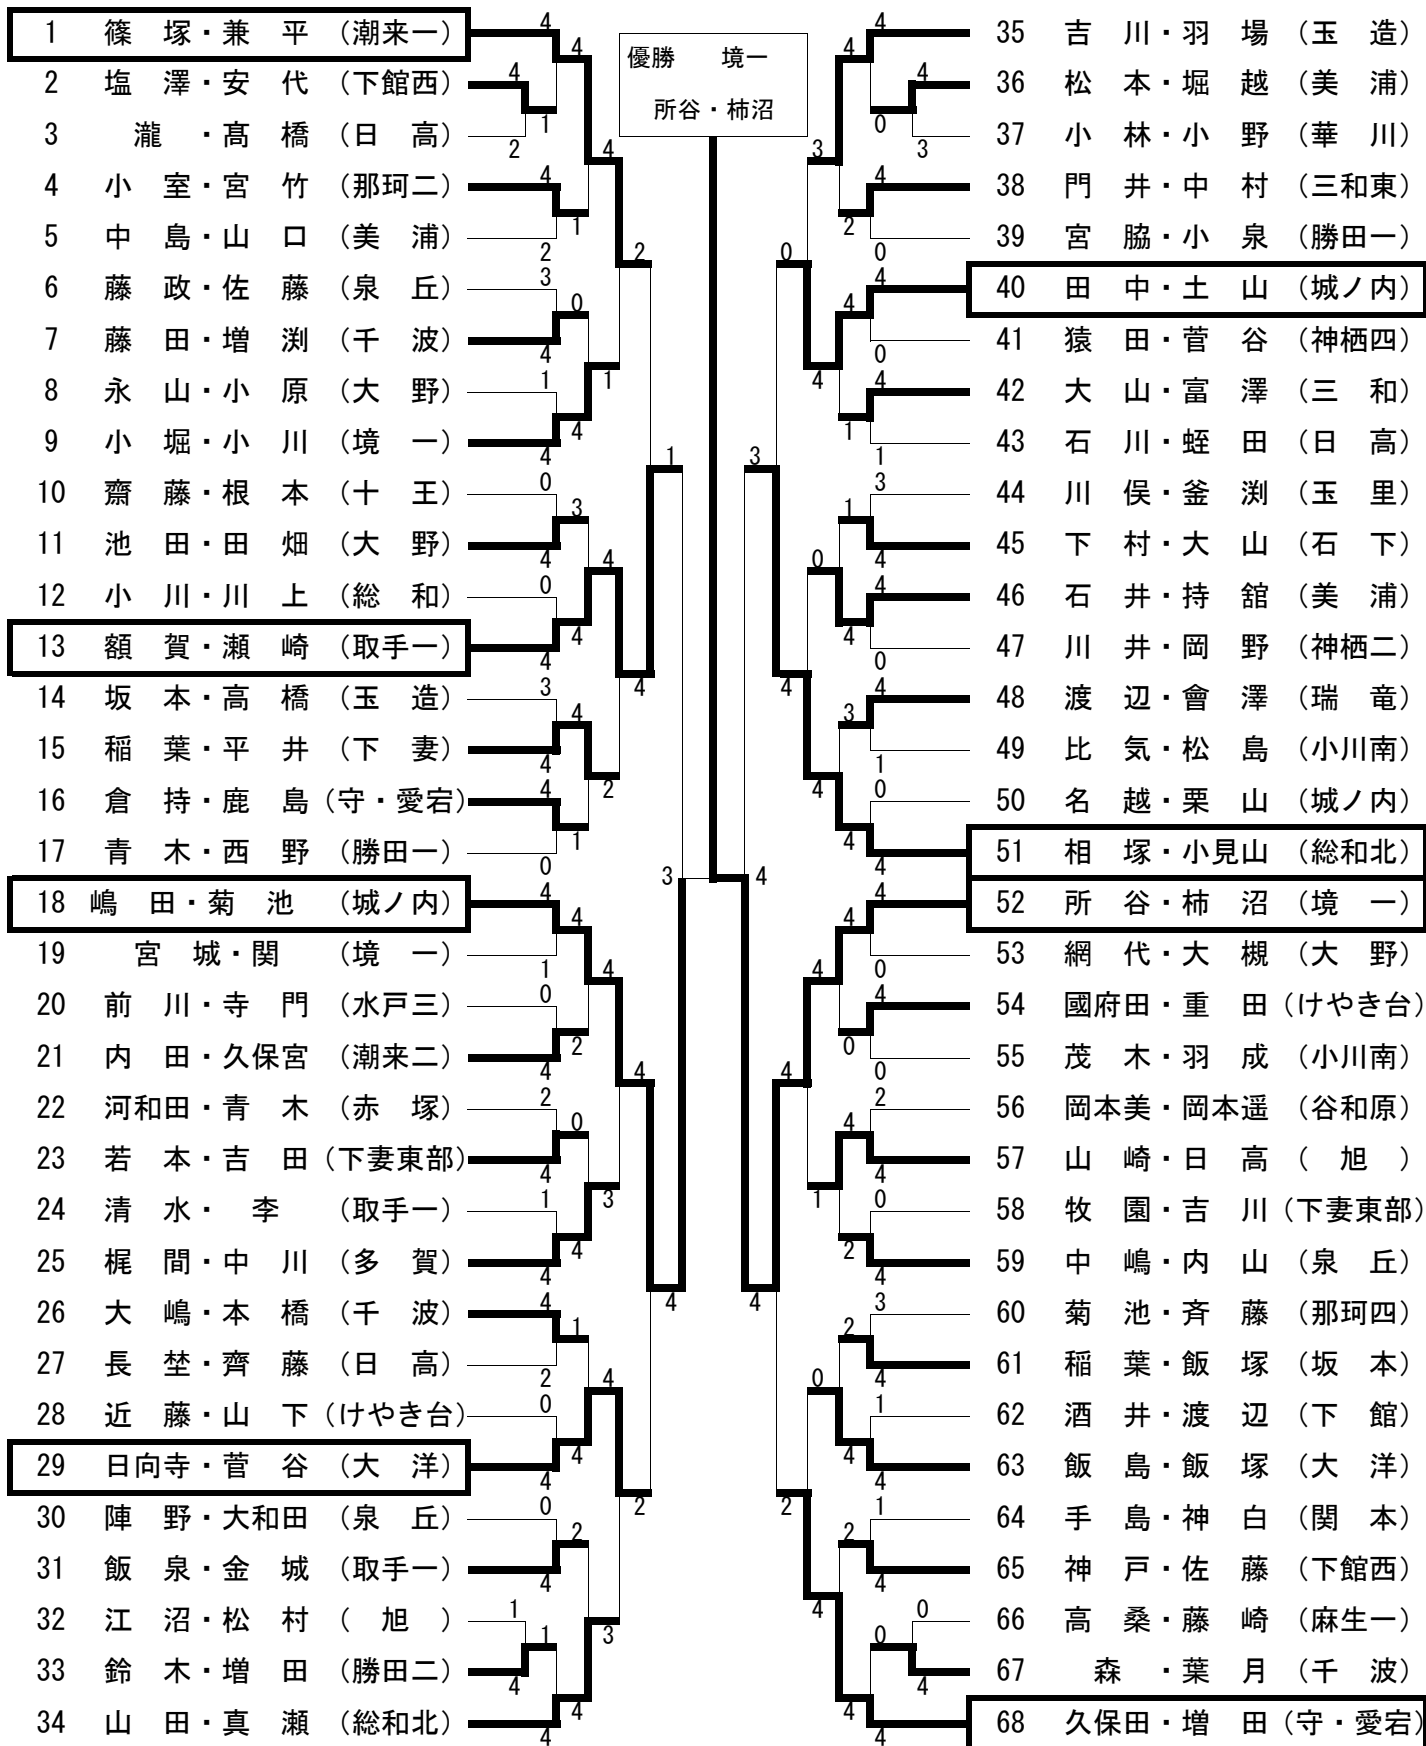 優勝　境一
所谷・柿沼
1 篠塚・兼平（潮来一）
2 塩澤・安代（下館西）
3 瀧・髙橋（日高）
4 小室・宮竹（那珂二）
5 中島・山口（美浦）
6 藤政・佐藤（泉丘）
7 藤田・増渕（千波）
8 永山・小原（大野）
9 小堀・小川（境一）
10 齋藤・根本（十王）
11 池田・田畑（大野）
12 小川・川上（総和）
13 額賀・瀬崎（取手一）
14 坂本・高橋（玉造）
15 稲葉・平井（下妻）
16 倉持・鹿島（守・愛宕）
17 青木・西野（勝田一）
18 嶋田・菊池（城ノ内）
19 宮城・関（境一）
20 前川・寺門（水戸三）
21 内田・久保宮（潮来二）
22 河和田・青木（赤塚）
23 若本・吉田（下妻東部）
24 清水・李（取手一）
25 梶間・中川（多賀）
26 大嶋・本橋（千波）
27 長埜・齊藤（日高）
28 近藤・山下（けやき台）
29 日向寺・菅谷（大洋）
30 陣野・大和田（泉丘）
31 飯泉・金城（取手一）
32 江沼・松村（旭）
33 鈴木・増田（勝田二）
34 山田・真瀬（総和北）
35 吉川・羽場（玉造）
36 松本・堀越（美浦）
37 小林・小野（華川）
38 門井・中村（三和東）
39 宮脇・小泉（勝田一）
40 田中・土山（城ノ内）
41 猿田・菅谷（神栖四）
42 大山・富澤（三和）
43 石川・蛭田（日高）
44 川俣・釜渕（玉里）
45 下村・大山（石下）
46 石井・持舘（美浦）
47 川井・岡野（神栖二）
48 渡辺・會澤（瑞竜）
49 比気・松島（小川南）
50 名越・栗山（城ノ内）
51 相塚・小見山（総和北）
52 所谷・柿沼（境一）
53 網代・大槻（大野）
54 國府田・重田（けやき台）
55 茂木・羽成（小川南）
56 岡本美・岡本遥（谷和原）
57 山崎・日高（旭）
58 牧園・吉川（下妻東部）
59 中嶋・内山（泉丘）
60 菊池・斉藤（那珂四）
61 稲葉・飯塚（坂本）
62 酒井・渡辺（下館）
63 飯島・飯塚（大洋）
64 手島・神白（関本）
65 神戸・佐藤（下館西）
66 高桑・藤崎（麻生一）
67 森・葉月（千波）
68 久保田・増田（守・愛宕）